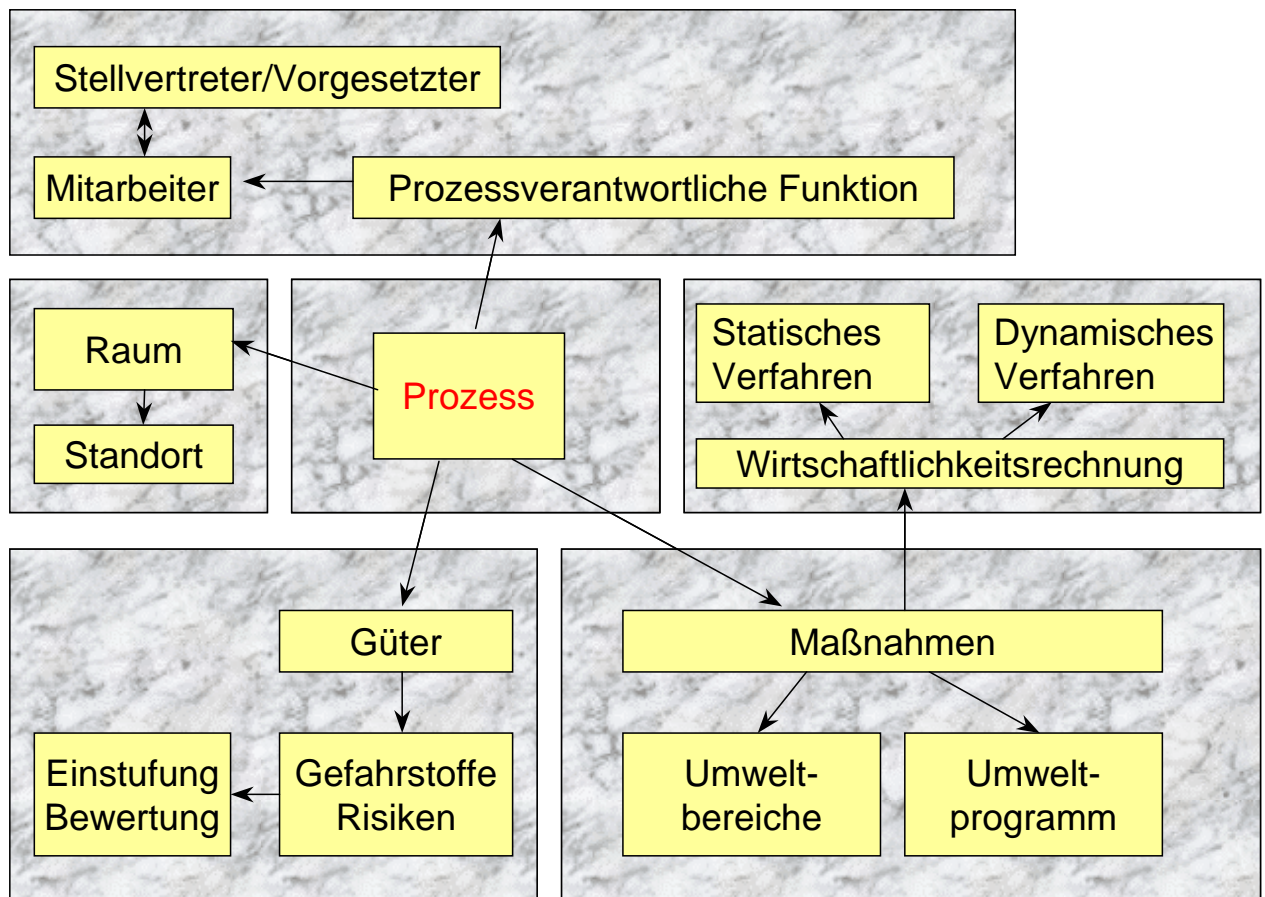 Stellvertreter/Vorgesetzter
Mitarbeiter
Prozessverantwortliche Funktion
Raum
Standort
Prozess
Statisches
Verfahren
Dynamisches
Verfahren
Wirtschaftlichkeitsrechnung
Güter
Einstufung
Bewertung
Gefahrstoffe
Risiken
Maßnahmen
Umwelt-
bereiche
Umwelt-
programm